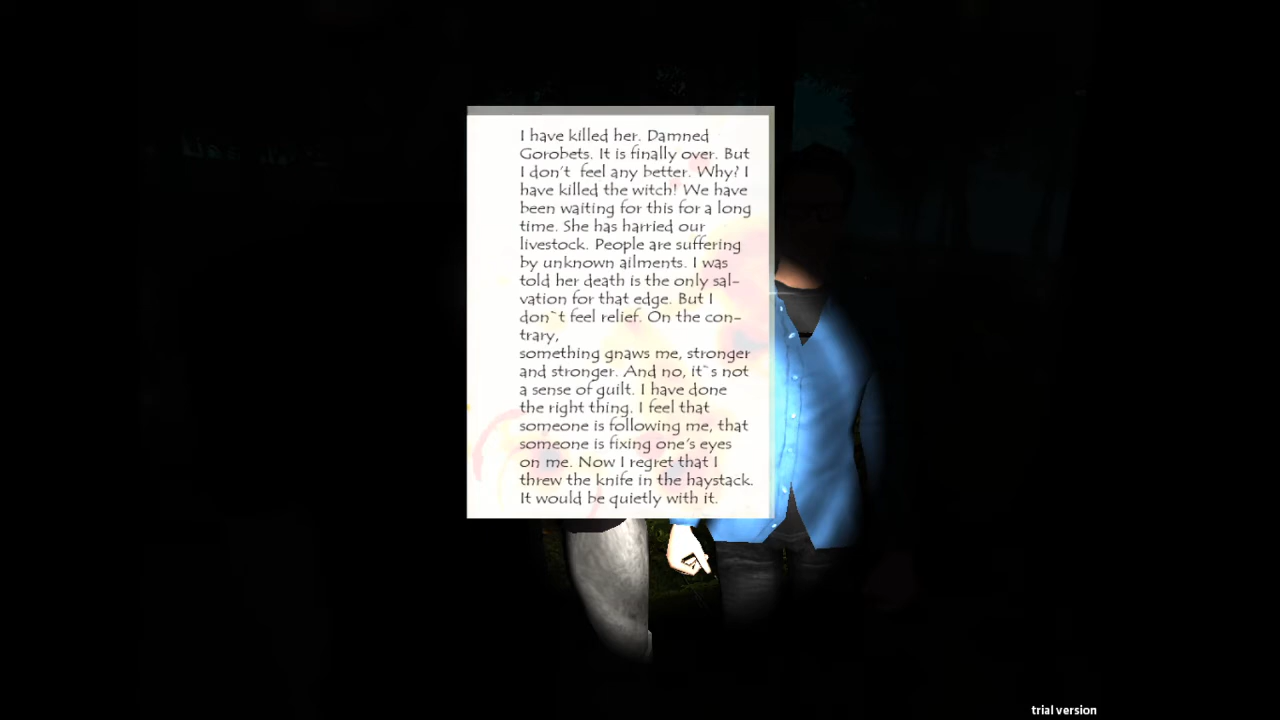 I have killed her. Damned
Gorobets. It is finally over. But
I don't feel any better. Why? I
have killed the witch! We have
been waiting for this for a long
time. She has harried our
livestock. People are suffering
by unknown ailments. I was
told her death is the only sal-
vation for that edge. But I
don`t feel relief. On the con-
trary,
something gnaws me, stronger
and stronger. And no, it`s not
a sense of guilt. I have done
the right thing. I feel that
someone is following me, that
someone is fixing one's eyes
on me. Now I regret that I
threw the knife in the haystack.
It would be quietly with it.
trial version